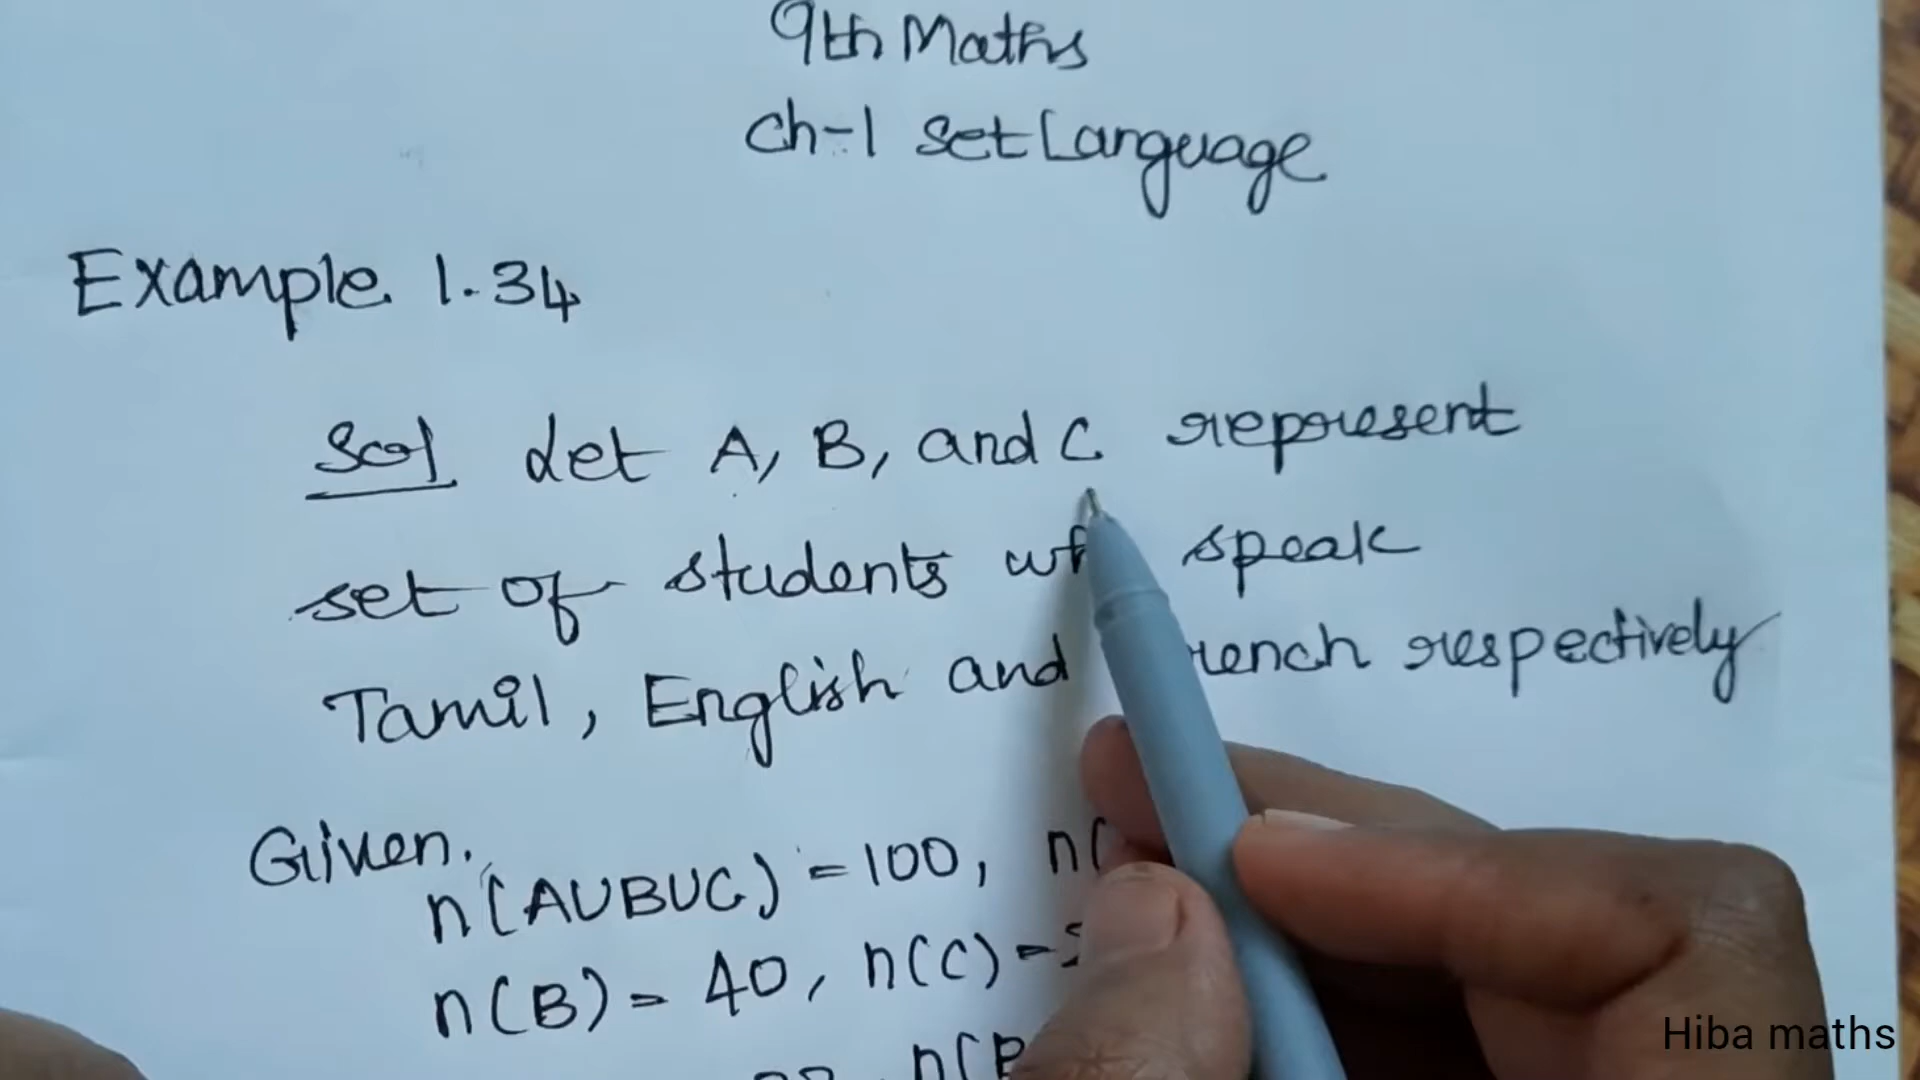 9th Maths
Ch-1 Set Language
Example 1.34
Sol Let A, B, and C represent
set of students speak
Tamil, English and respectively
Given.
n(AUBUC) = 100, n(
n(B) = 40, n(C) =
n(B
Hiba maths